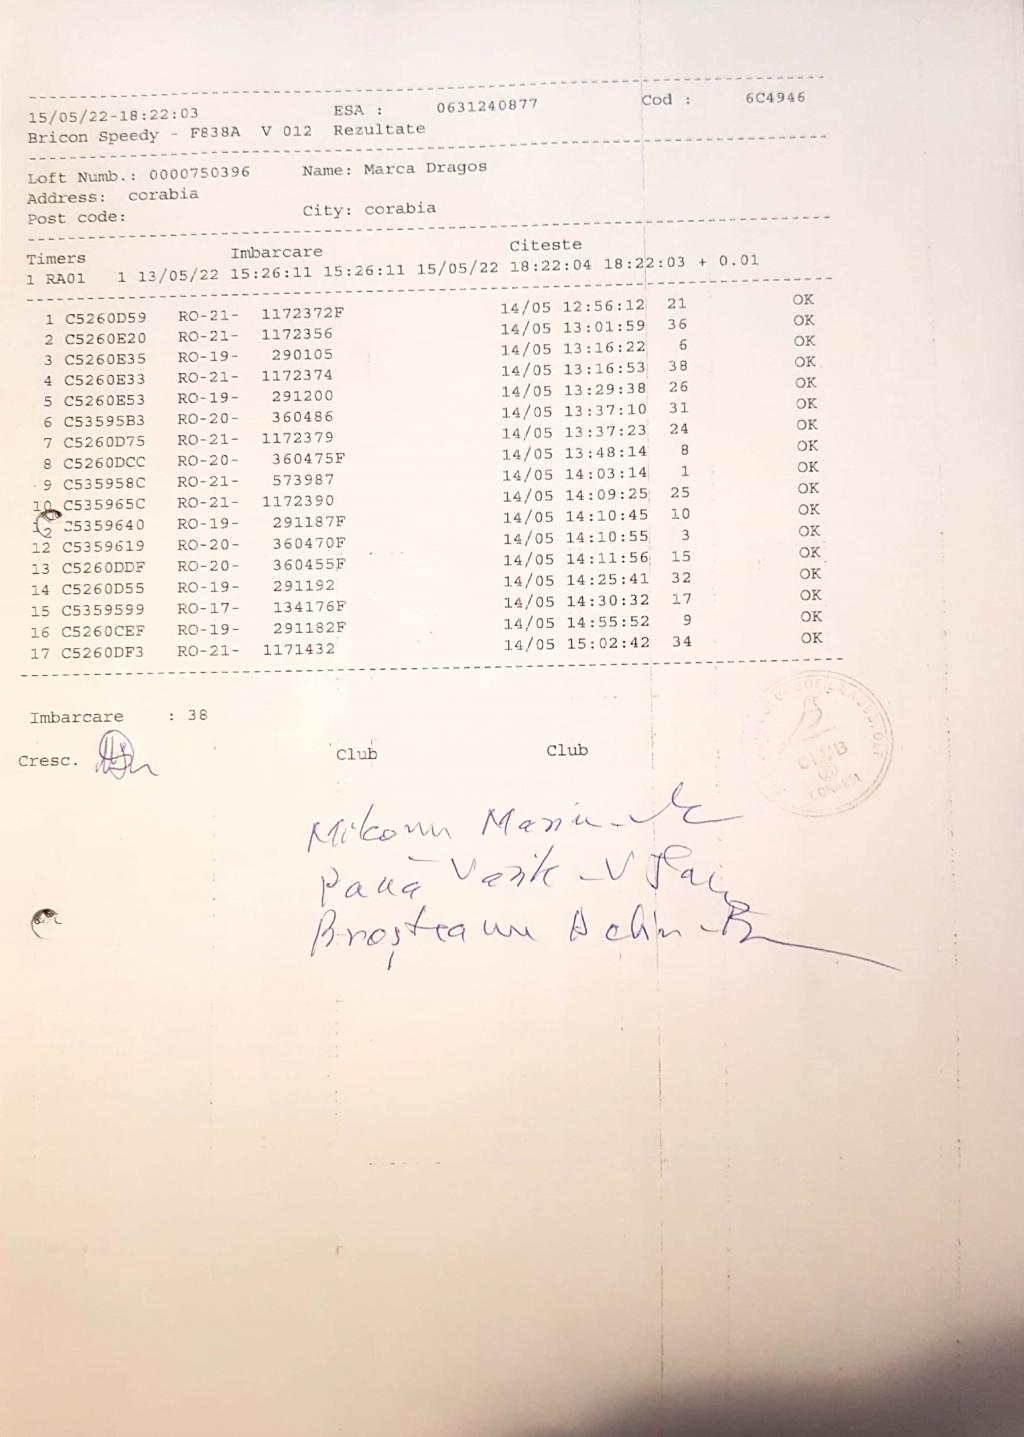 15/05/22-18:22:03 ESA : 0631240877 Cod : 6C4946
Bricon Speedy - F838A V 012 Rezultate
Loft Numb.: 0000750396 Name: Marca Dragos
Address: corabia
Post code: City: corabia
Timers Imbarcare Citeste
1 RA01 1 13/05/22 15:26:11 15:26:11 15/05/22 18:22:04 18:22:03 + 0.01
1 C5260D59 RO-21- 1172372F 14/05 12:56:12 21 OK
2 C5260E20 RO-21- 1172356 14/05 13:01:59 36 OK
3 C5260E35 RO-19- 290105 14/05 13:16:22 6 OK
4 C5260E33 RO-21- 1172374 14/05 13:16:53 38 OK
5 C5260E53 RO-19- 291200 14/05 13:29:38 26 OK
6 C53595B3 RO-20- 360486 14/05 13:37:10 31 OK
7 C5260D75 RO-21- 1172379 14/05 13:37:23 24 OK
8 C5260DCC RO-20- 360475F 14/05 13:48:14 8 OK
9 C535958C RO-21- 573987 14/05 14:03:14 1 OK
10 C535965C RO-21- 1172390 14/05 14:09:25 25 OK
C5359640 RO-19- 291187F 14/05 14:10:45 10 OK
12 C5359619 RO-20- 360470F 14/05 14:10:55 3 OK
13 C5260DDF RO-20- 360455F 14/05 14:11:56 15 OK
14 C5260D55 RO-19- 291192 14/05 14:25:41 32 OK
15 C5359599 RO-17- 134176F 14/05 14:30:32 17 OK
16 C5260CEF RO-19- 291182F 14/05 14:55:52 9 OK
17 C5260DF3 RO-21- 1171432 14/05 15:02:42 34 OK
Imbarcare : 38
Cresc. Club Club
CLUB
CORABIA
Pană
Broșteanu